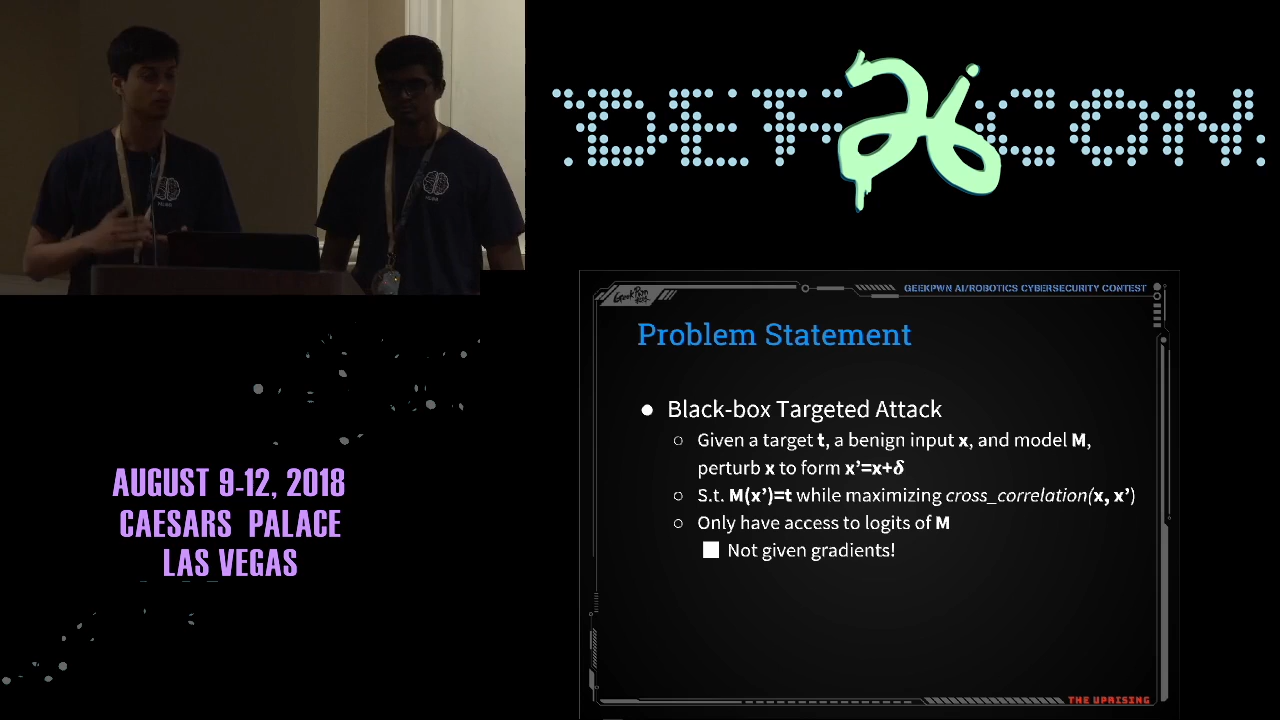 DEF CON
26
GEEKPWN AI/ROBOTICS CYBERSECURITY CONTEST
GeekPwn
Problem Statement
● Black-box Targeted Attack
○ Given a target t, a benign input x, and model M,
perturb x to form x’=x+δ
○ S.t. M(x’)=t while maximizing cross_correlation(x, x’)
○ Only have access to logits of M
■ Not given gradients!
THE UPRISING
AUGUST 9-12, 2018
CAESARS PALACE
LAS VEGAS